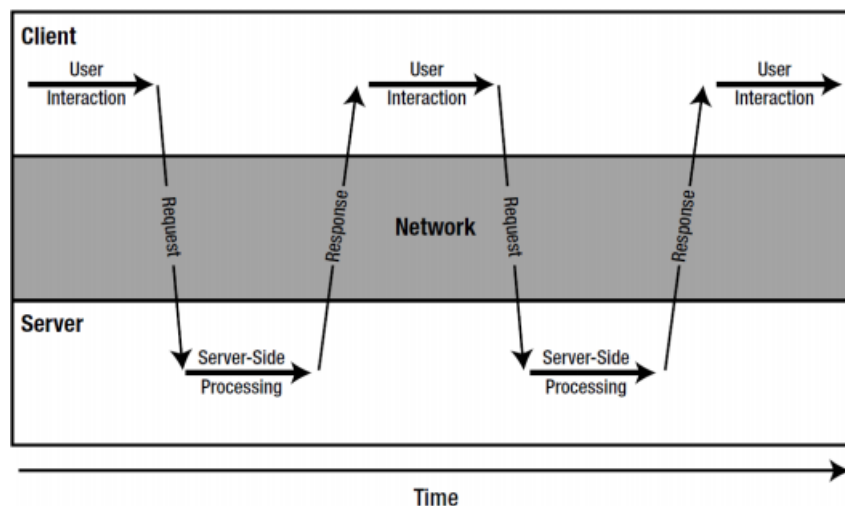 Client
User
Interaction
User
Interaction
User
Interaction
Request
Response
Network
Request
Response
Server
Server-Side
Processing
Server-Side
Processing
Time